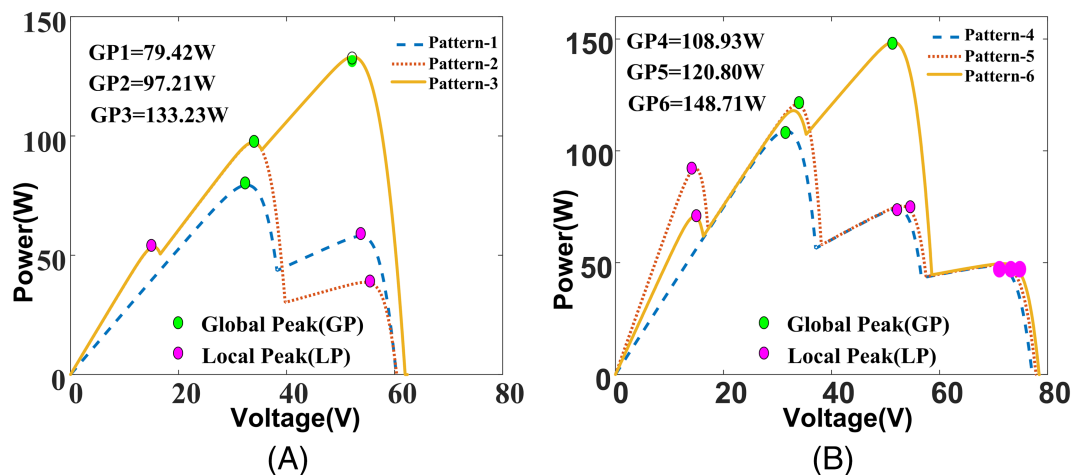 GP1=79.42W
GP2=97.21W
GP3=133.23W
Pattern-1
Pattern-2
Pattern-3
Global Peak(GP)
Local Peak(LP)
Power(W)
150
100
50
0
0
20
40
60
80
Voltage(V)
(A)
GP4=108.93W
GP5=120.80W
GP6=148.71W
Pattern-4
Pattern-5
Pattern-6
Global Peak(GP)
Local Peak(LP)
Power(W)
150
100
50
0
0
20
40
60
80
Voltage(V)
(B)